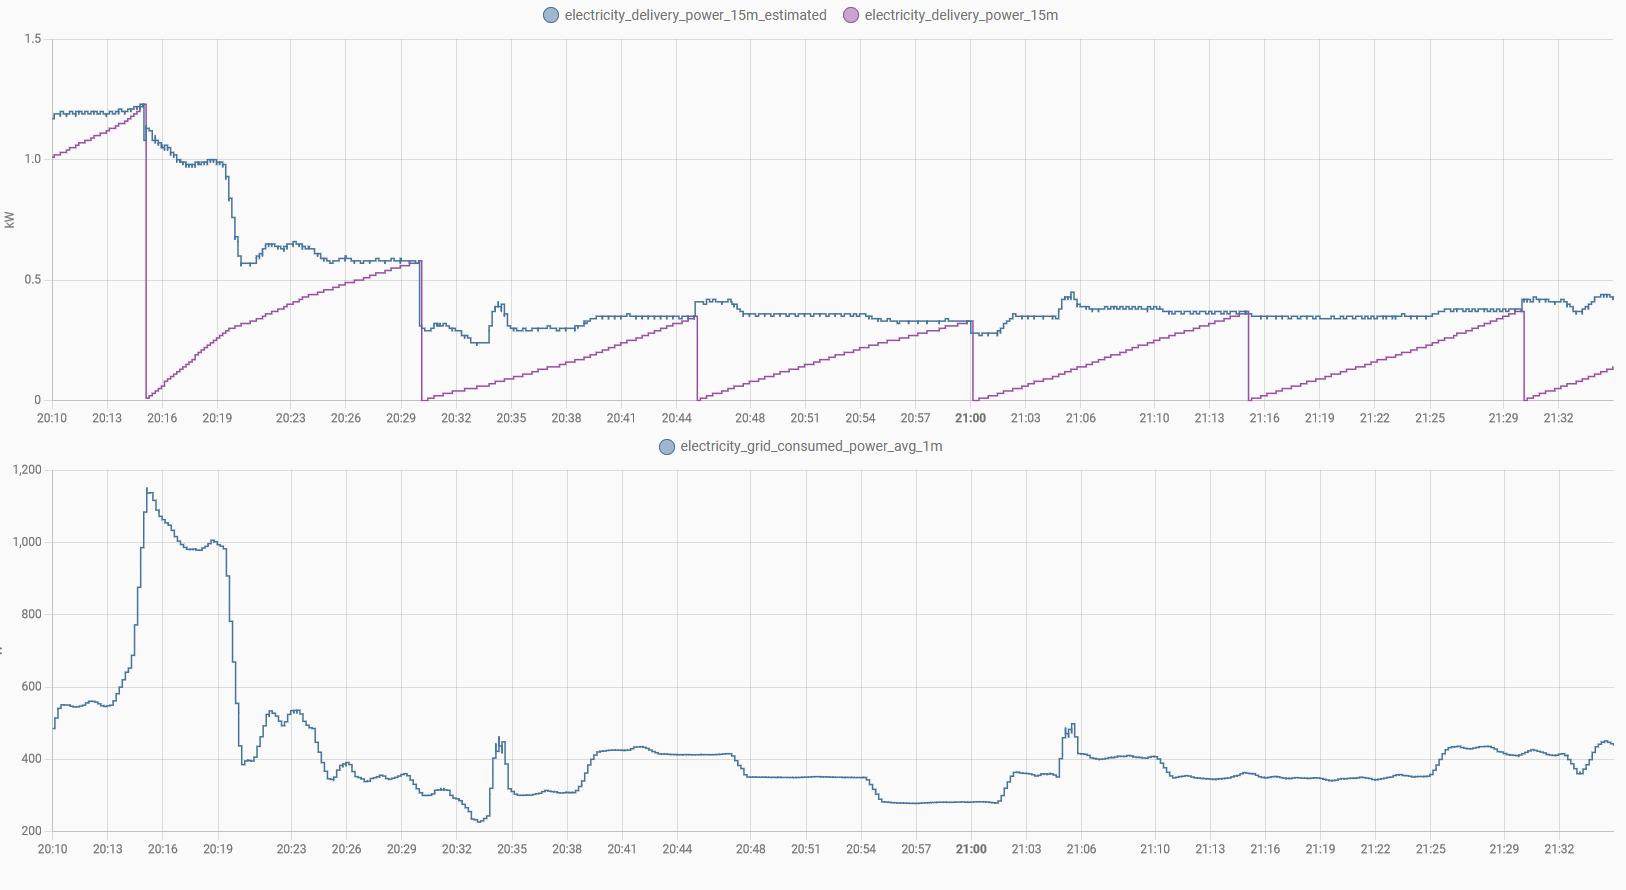 electricity_delivery_power_15m_estimated electricity_delivery_power_15m
1.5
1.0
kW
0.5
0
20:10 20:13 20:16 20:19 20:23 20:26 20:29 20:32 20:35 20:38 20:41 20:44 20:48 20:51 20:54 20:57 21:00 21:03 21:06 21:10 21:13 21:16 21:19 21:22 21:25 21:29 21:32
electricity_grid_consumed_power_avg_1m
1,200
1,000
800
600
400
200
20:10 20:13 20:16 20:19 20:23 20:26 20:29 20:32 20:35 20:38 20:41 20:44 20:48 20:51 20:54 20:57 21:00 21:03 21:06 21:10 21:13 21:16 21:19 21:22 21:25 21:29 21:32